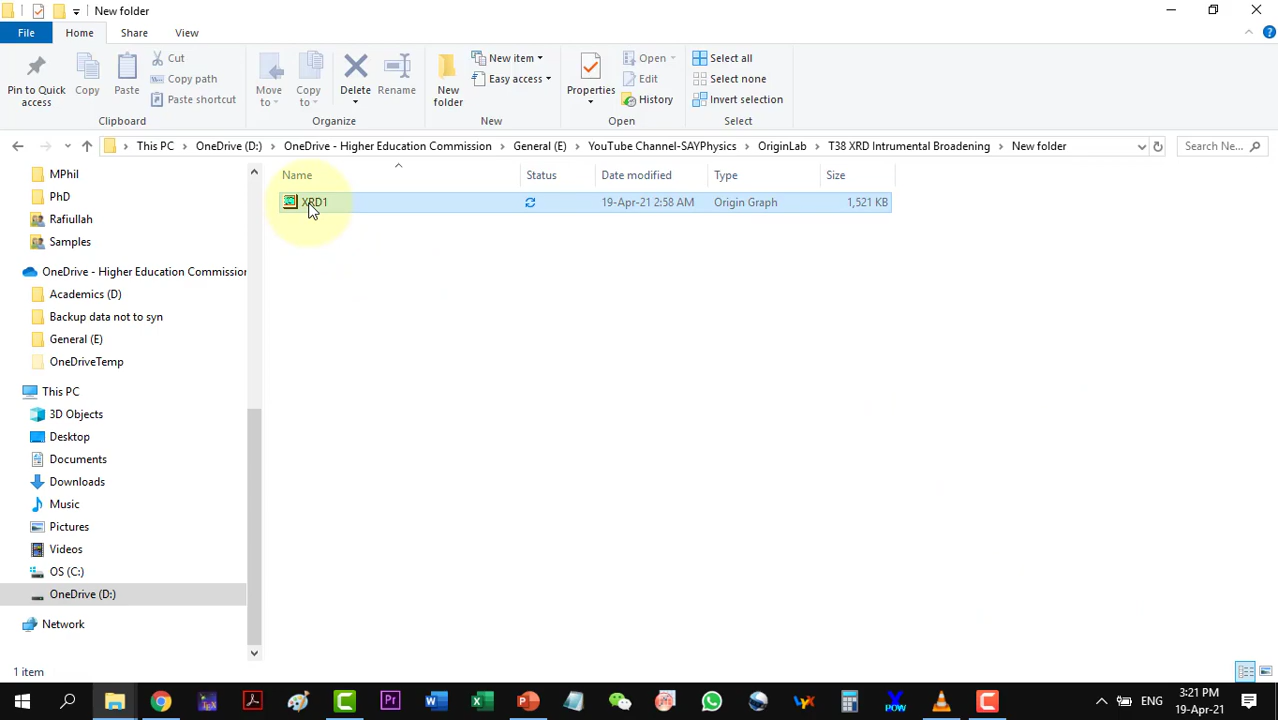 New folder
File Home Share View
Pin to Quick access
Copy
Paste
Cut
Copy path
Paste shortcut
Clipboard
Move to
Copy to
Delete
Rename
Organize
New folder
New item
Easy access
New
Properties
Open
Edit
History
Open
Select all
Select none
Invert selection
Select
This PC OneDrive (D:) OneDrive - Higher Education Commission General (E) YouTube Channel-SAYPhysics OriginLab T38 XRD Intrumental Broadening New folder
Search Ne...
Name Status Date modified Type Size
XRD1 19-Apr-21 2:58 AM Origin Graph 1,521 KB
MPhil
PhD
Rafiullah
Samples
OneDrive - Higher Education Commission
Academics (D)
Backup data not to syn
General (E)
OneDriveTemp
This PC
3D Objects
Desktop
Documents
Downloads
Music
Pictures
Videos
OS (C:)
OneDrive (D:)
Network
1 item
ENG
3:21 PM
19-Apr-21